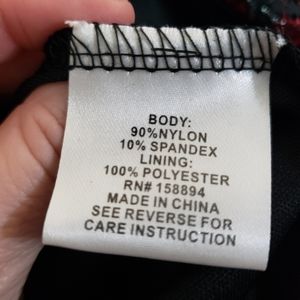 BODY:
90%NYLON
10% SPANDEX
LINING:
100% POLYESTER
RN# 158894
MADE IN CHINA
SEE REVERSE FOR
CARE INSTRUCTION